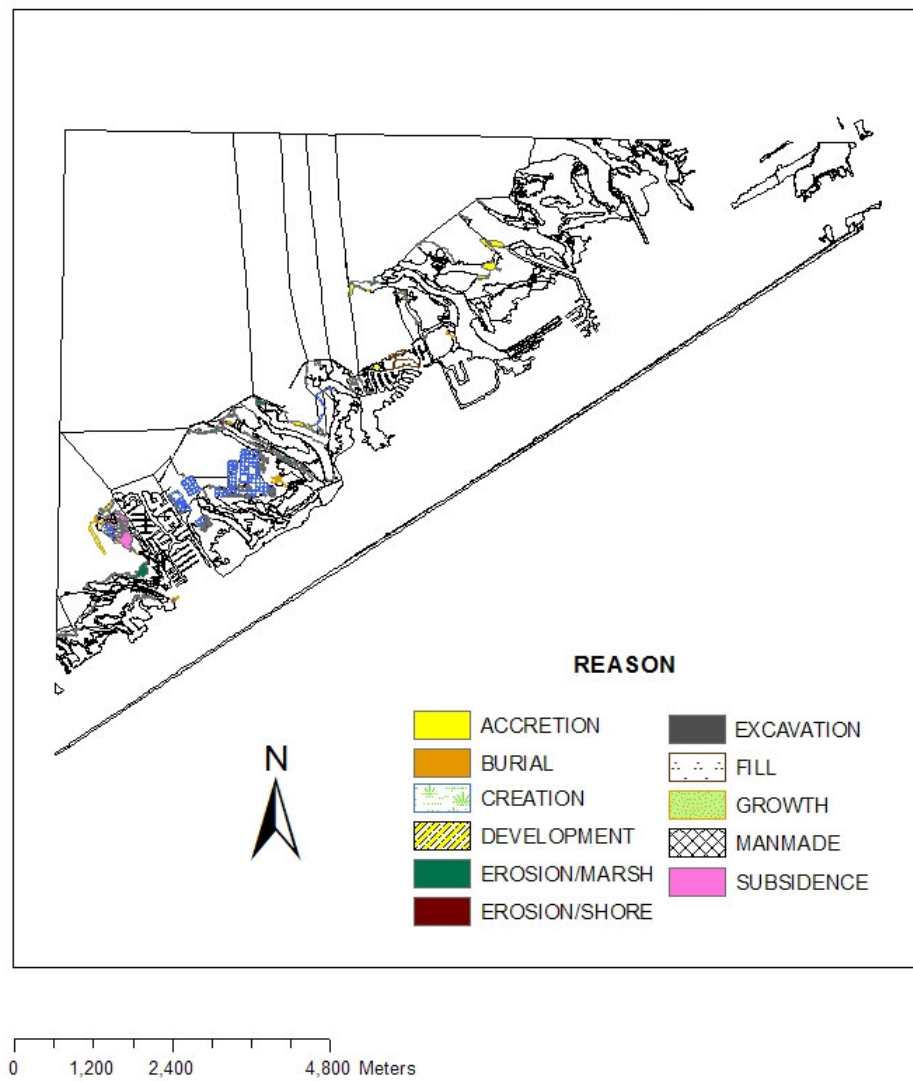 REASON
N
ACCRETION
BURIAL
CREATION
DEVELOPMENT
EROSION/MARSH
EROSION/SHORE
EXCAVATION
FILL
GROWTH
MANMADE
SUBSIDENCE
0 1,200 2,400 4,800 Meters